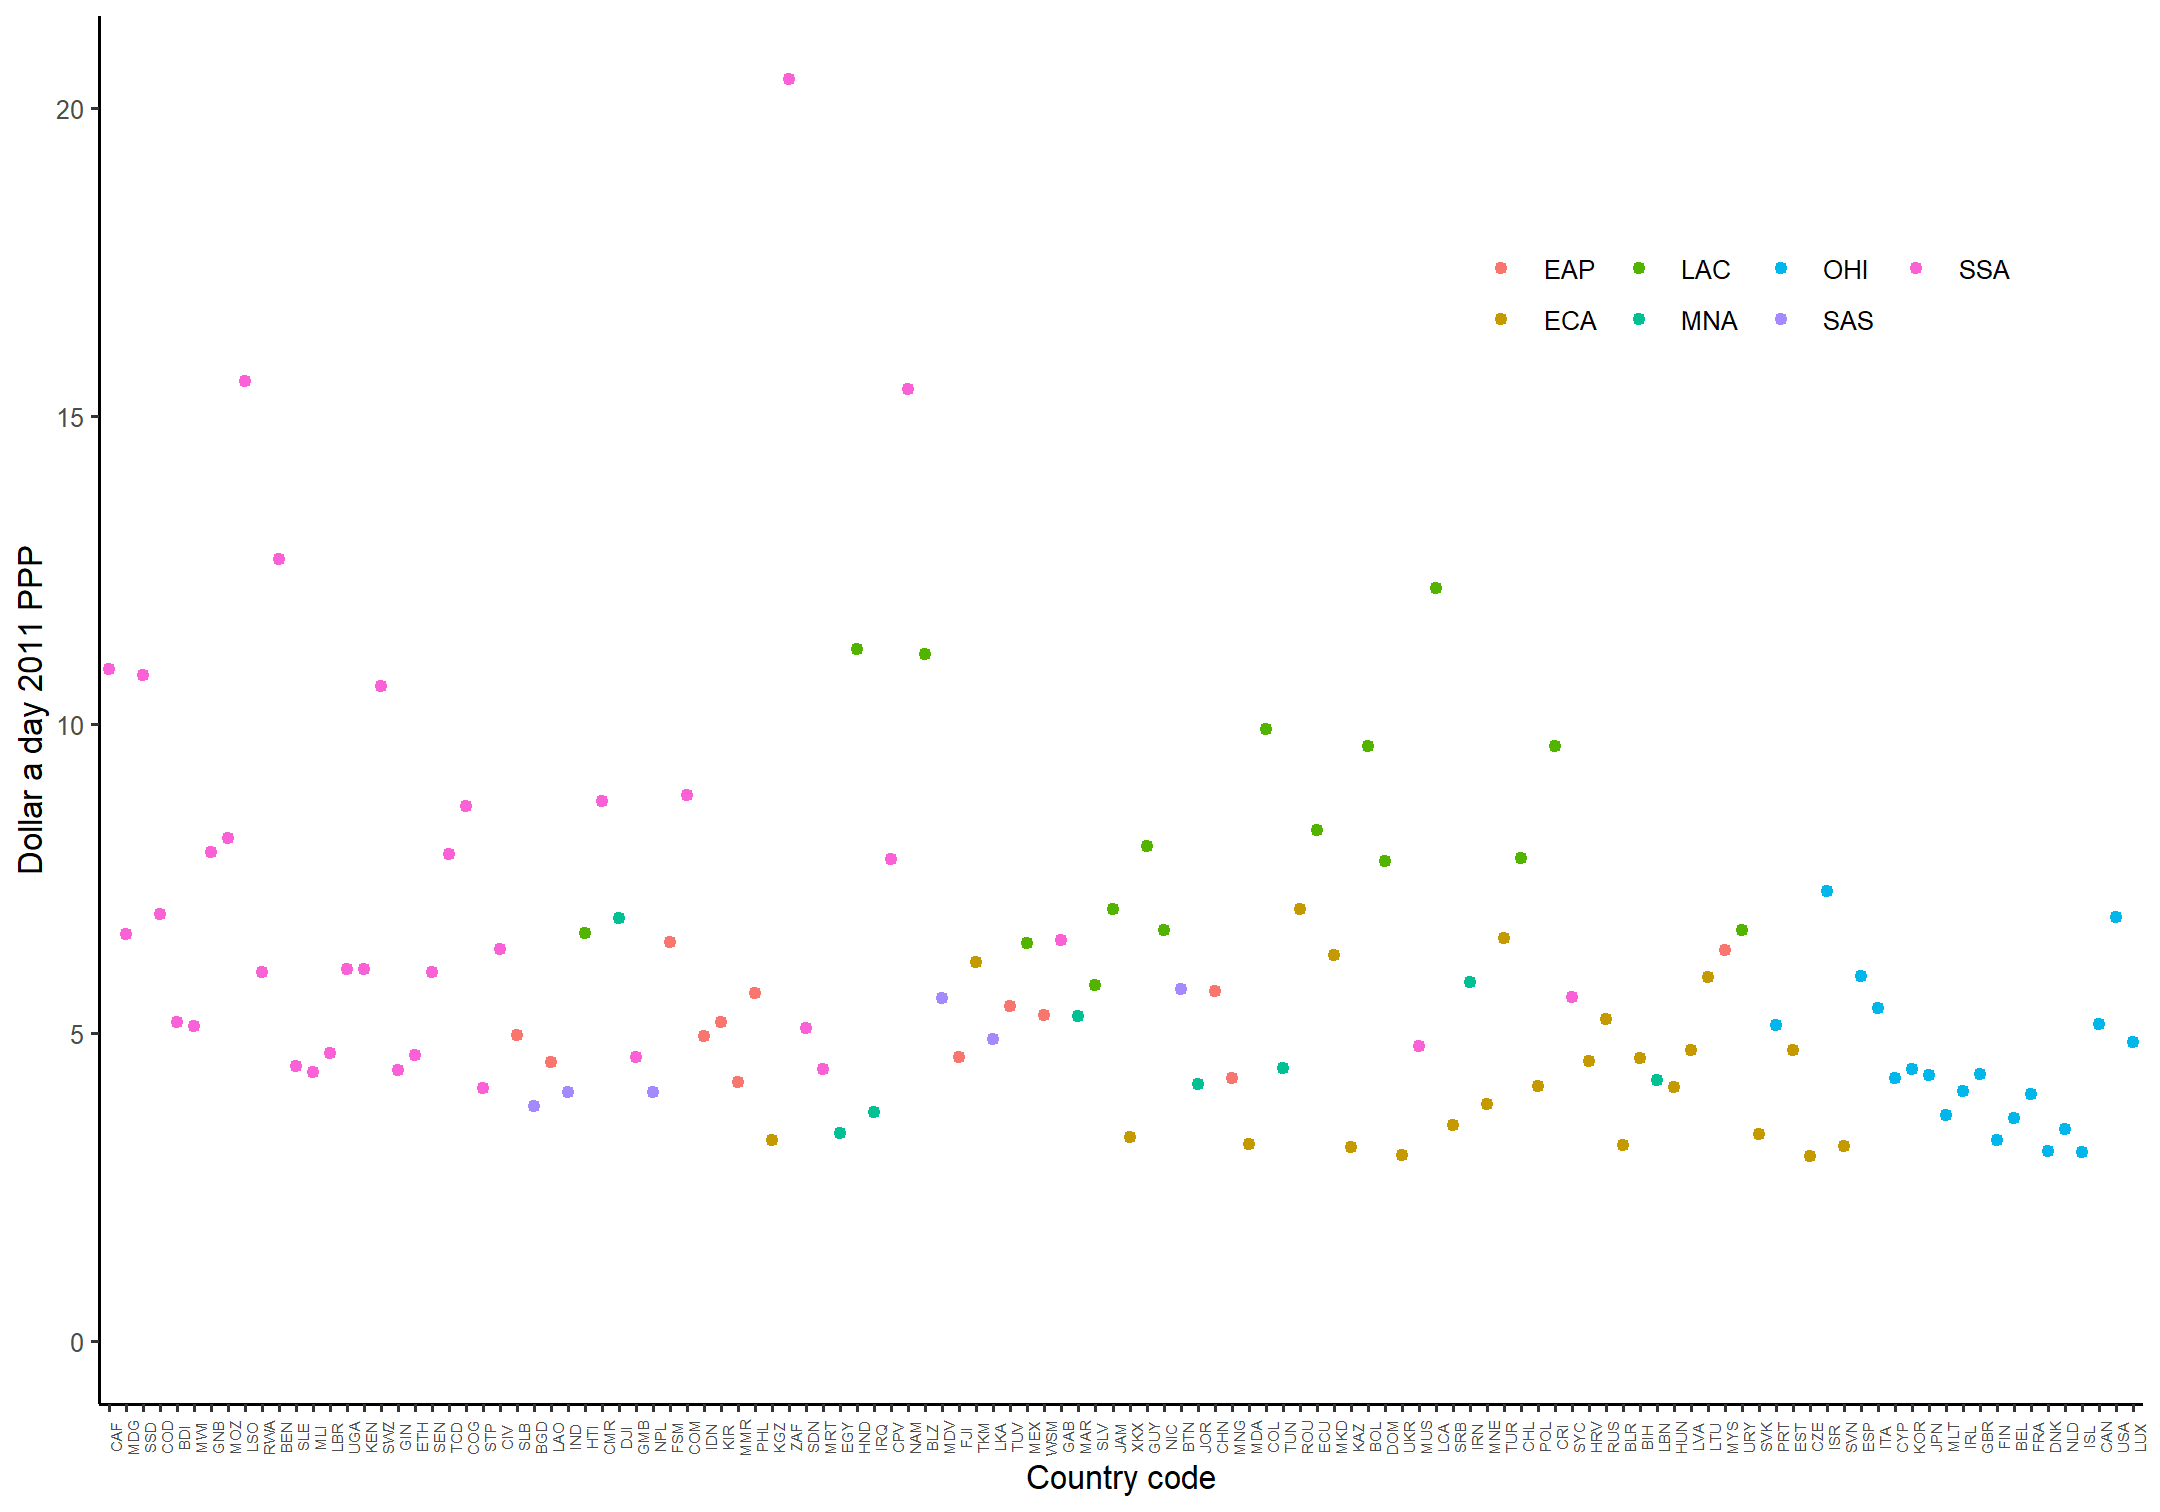 20
15
10
5
0
Dollar a day 2011 PPP
EAP LAC OHI SSA
ECA MNA SAS
CAF MDG SSD COD BDI MWI GNB MOZ LSO RWA BEN SLE MLI LBR UGA KEN SWZ GIN ETH SEN TCD COG STP CIV SLB BGD LAO IND HTI CMR DJI GMB NPL FSM COM IDN KIR MMR PHL KGZ ZAF SDN MRT EGY HND IRQ CPV NAM BLZ MDV FJI TKM LKA TUV MEX WSM GAB MAR SLV JAM XKX GUY NIC BTN JOR CHN MNG MDA COL TUN ROU ECU MKD KAZ BOL DOM UKR MUS LCA SRB IRN MNE TUR CHL POL CRI SYC HRV RUS BLR BIH LBN HUN LVA LTU MYS URY SVK PRT EST CZE ISR SVN ESP ITA CYP KOR JPN MLT IRL GBR FIN BEL FRA DNK NLD ISL CAN USA LUX
Country code